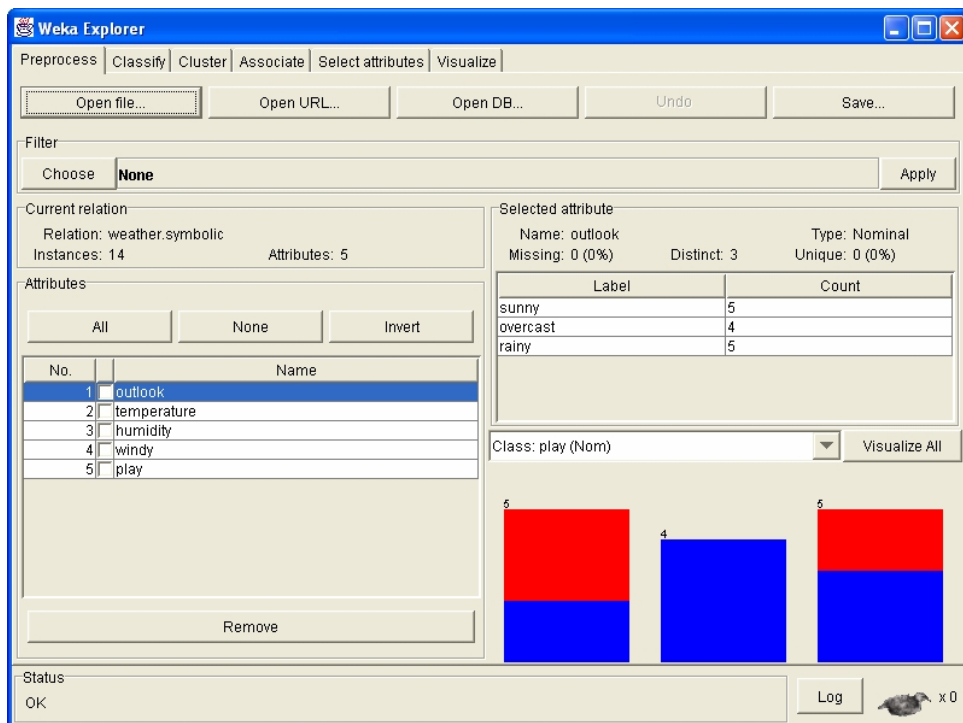 Weka Explorer
Preprocess Classify Cluster Associate Select attributes Visualize
Open file... Open URL... Open DB... Undo Save...
Filter
Choose None Apply
Current relation
Relation: weather.symbolic
Instances: 14 Attributes: 5
Attributes
All None Invert
No. Name
1 outlook
2 temperature
3 humidity
4 windy
5 play
Remove
Selected attribute
Name: outlook Type: Nominal
Missing: 0 (0%) Distinct: 3 Unique: 0 (0%)
Label Count
sunny 5
overcast 4
rainy 5
Class: play (Nom) Visualize All
5 4 5
Status
OK
Log x 0